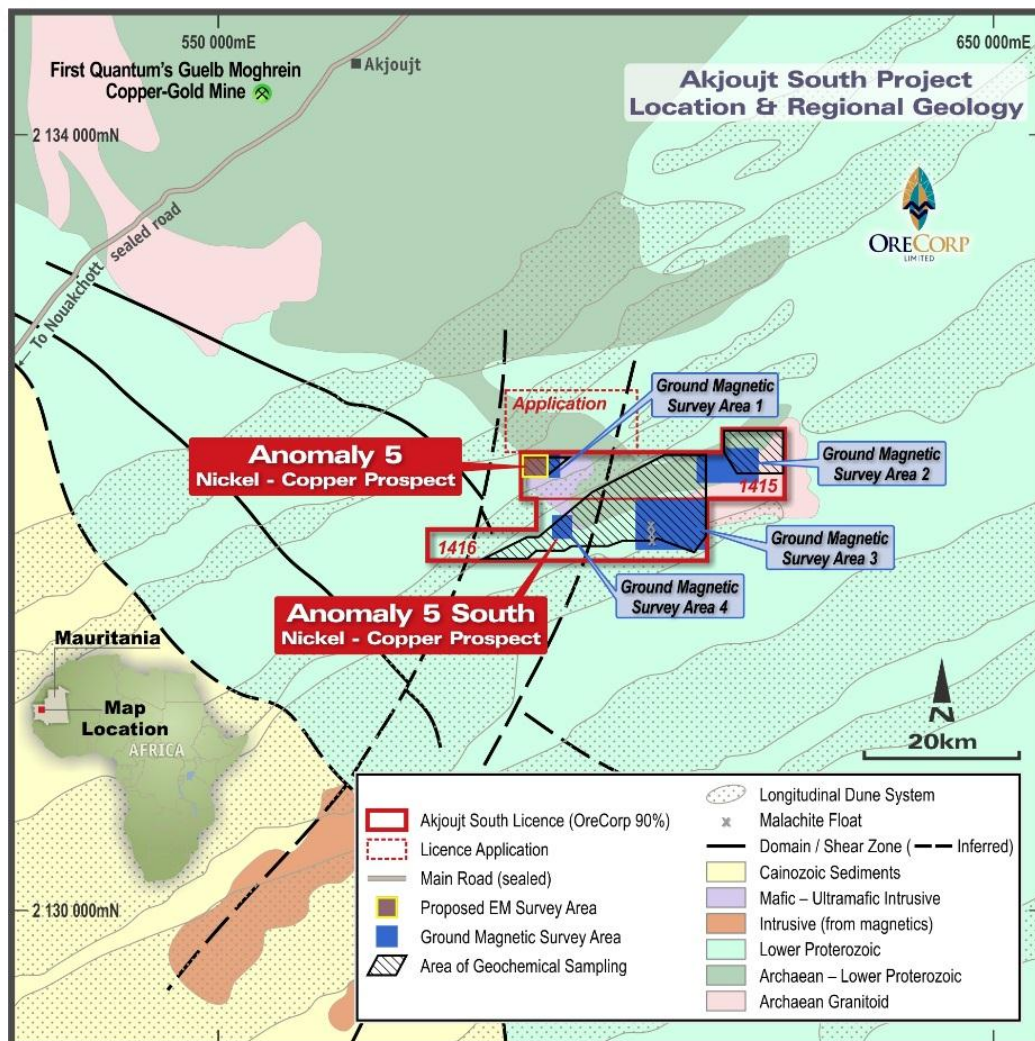 550 000mE
650 000mE
First Quantum's Guelb Moghrein
Copper-Gold Mine
Akjoujt
Akjoujt South Project
Location & Regional Geology
2 134 000mN
ORECORP
LIMITED
To Nouakchott
sealed road
Application
Ground Magnetic
Survey Area 1
Anomaly 5
Nickel - Copper Prospect
Ground Magnetic
Survey Area 2
1415
1416
Ground Magnetic
Survey Area 3
Anomaly 5 South
Nickel - Copper Prospect
Ground Magnetic
Survey Area 4
Mauritania
Map
Location
AFRICA
N
20km
Akjoujt South Licence (OreCorp 90%)
Licence Application
Main Road (sealed)
Proposed EM Survey Area
Ground Magnetic Survey Area
Area of Geochemical Sampling
Longitudinal Dune System
Malachite Float
Domain / Shear Zone ( Inferred)
Cainozoic Sediments
Mafic – Ultramafic Intrusive
Intrusive (from magnetics)
Lower Proterozoic
Archaean – Lower Proterozoic
Archaean Granitoid
2 130 000mN